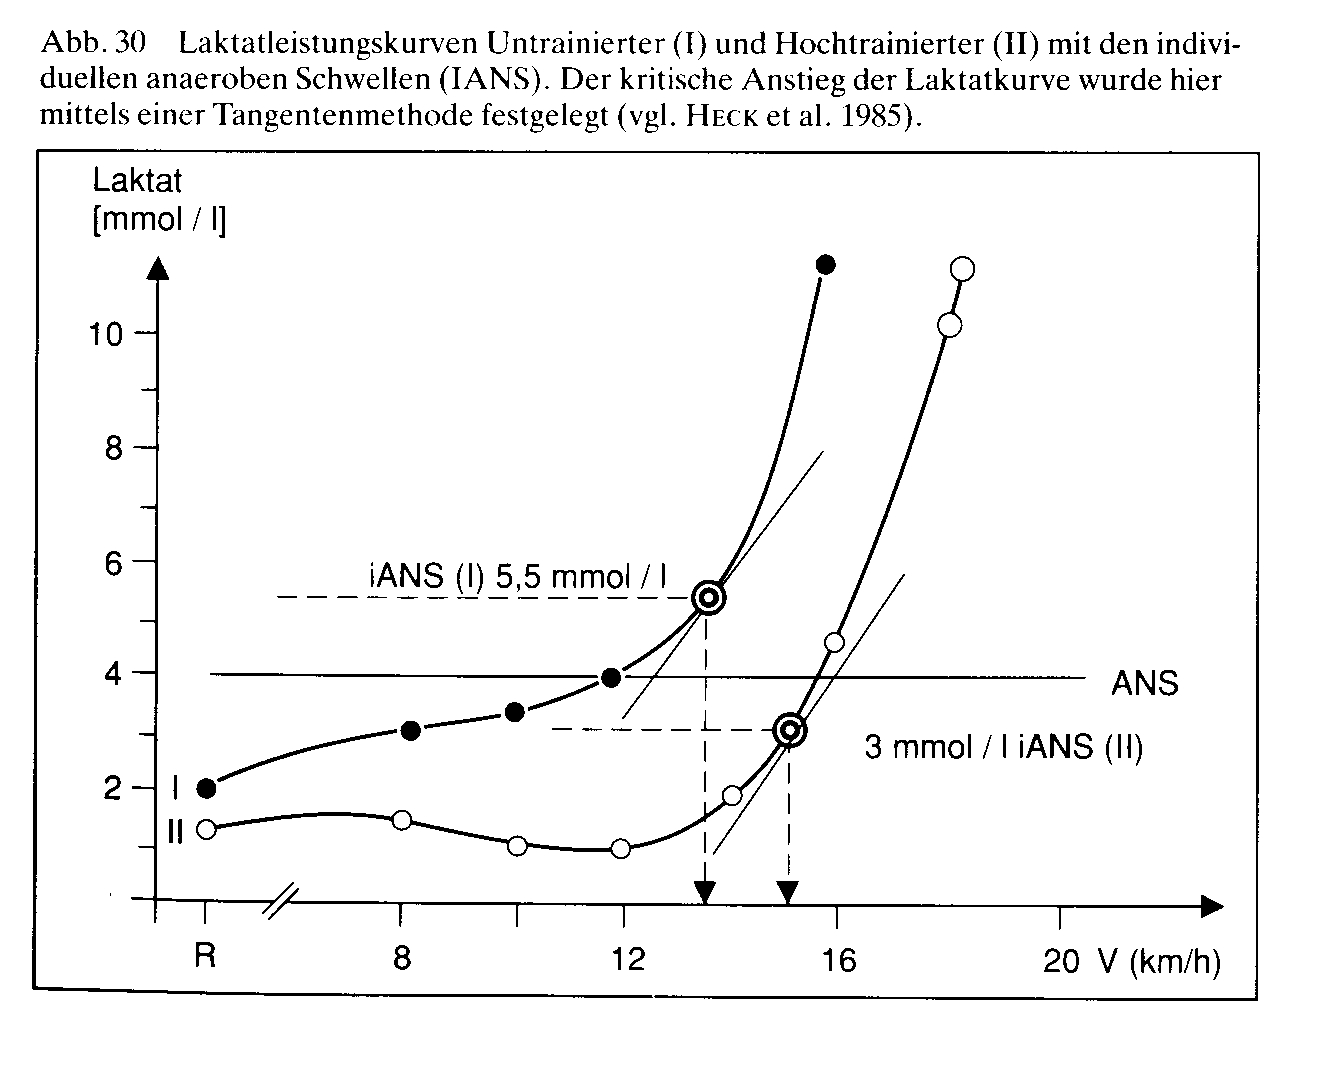 Abb. 30 Laktatleistungskurven Untrainierter (I) und Hochtrainierter (II) mit den indivi-
duellen anaeroben Schwellen (IANS). Der kritische Anstieg der Laktatkurve wurde hier
mittels einer Tangentenmethode festgelegt (vgl. HECK et al. 1985).
Laktat
[mmol / l]
10
8
6
iANS (I) 5,5 mmol / l
4
ANS
3 mmol / l iANS (II)
2
I
II
R 8 12 16 20 V (km/h)